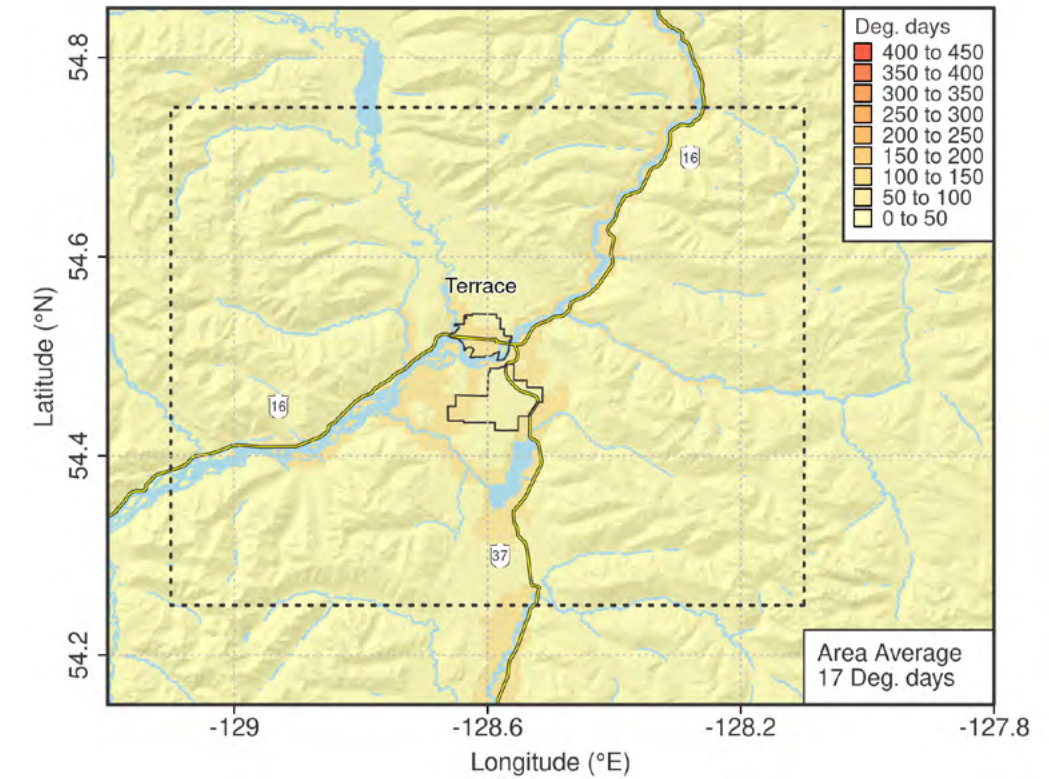 Deg. days
400 to 450
350 to 400
300 to 350
250 to 300
200 to 250
150 to 200
100 to 150
50 to 100
0 to 50
54.8
54.6
54.4
54.2
Latitude (°N)
16
Terrace
16
37
Area Average
17 Deg. days
-129
-128.6
-128.2
-127.8
Longitude (°E)